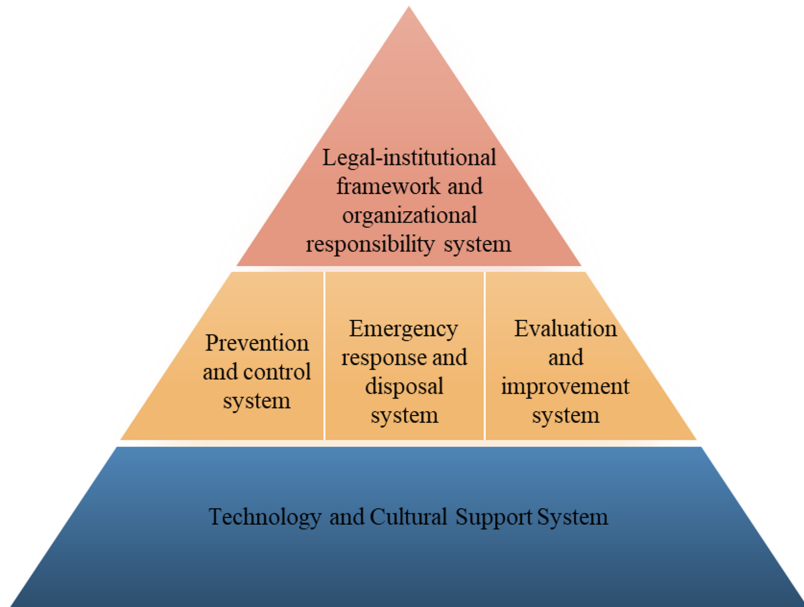 Legal-institutional
framework and
organizational
responsibility system
Prevention
and control
system
Emergency
response and
disposal
system
Evaluation
and
improvement
system
Technology and Cultural Support System